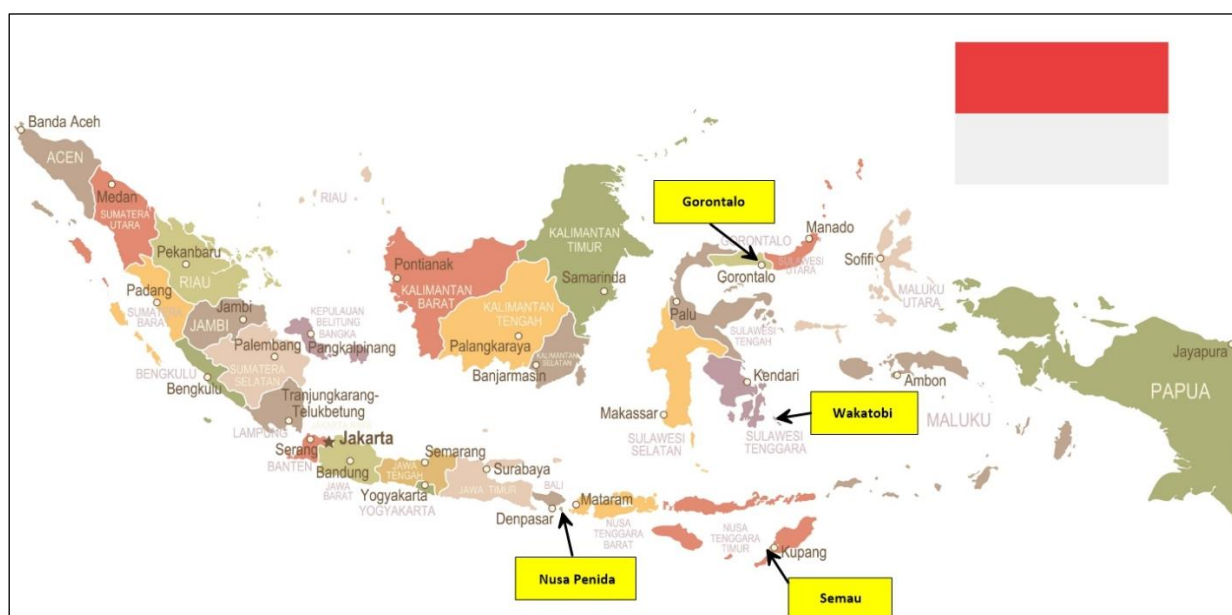 Banda Aceh
ACEH
Medan
SUMATERA
UTARA
RIAU
Pekanbaru
RIAU
Padang
SUMATERA
BARA
Jambi
JAMBI
KEPULAUAN
BELITUNG
BANGKA
Pangkalpinang
Palembang
SUMATERA
SELATAN
BENGKULU
Bengkulu
Tranjungkarang-
Telukbetung
LAMPUNG
Jakarta
Serang
BANTEN
Bandung
JAWA
BARAT
Semarang
JAWA
TENGAH
Yogyakarta
YOGYAKARTA
Surabaya
JAWA TIMUR
BALI
Denpasar
Mataram
NUSA
TENGGARA
BARAT
Nusa Penida
NUSA
TENGGARA
TIMUR
Kupang
Semau
Pontianak
KALIMANTAN
BARAT
KALIMANTAN
TIMUR
Samarinda
KALIMANTAN
TENGAH
Palangkaraya
KALIMANTAN
SELATAN
Banjarmasin
Gorontalo
GORONTALO
Gorontalo
Manado
SULAWESI
UTARA
Palu
SULAWESI
TENGAH
Kendari
Makassar
SULAWESI
SELATAN
SULAWESI
TENGGARA
Wakatobi
Sofifi
MALUKU
UTARA
Ambon
MALUKU
Jayapura
PAPUA